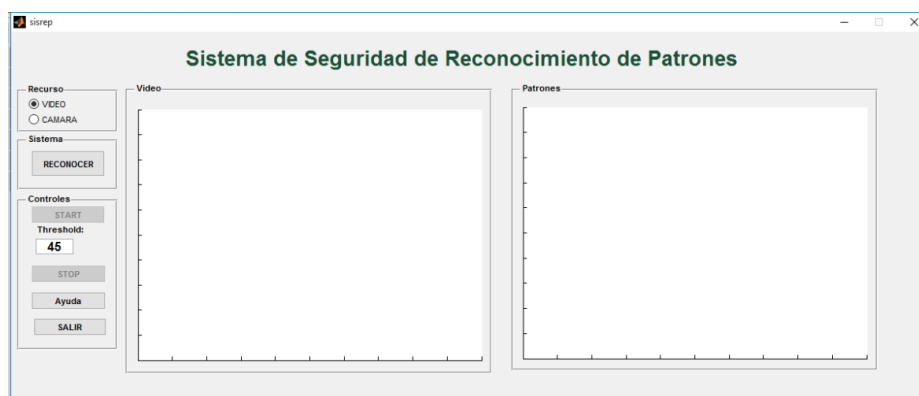 sisrep
Sistema de Seguridad de Reconocimiento de Patrones
Recurso
VIDEO
CAMARA
Sistema
RECONOCER
Controles
START
Threshold:
45
STOP
Ayuda
SALIR
Video
Patrones